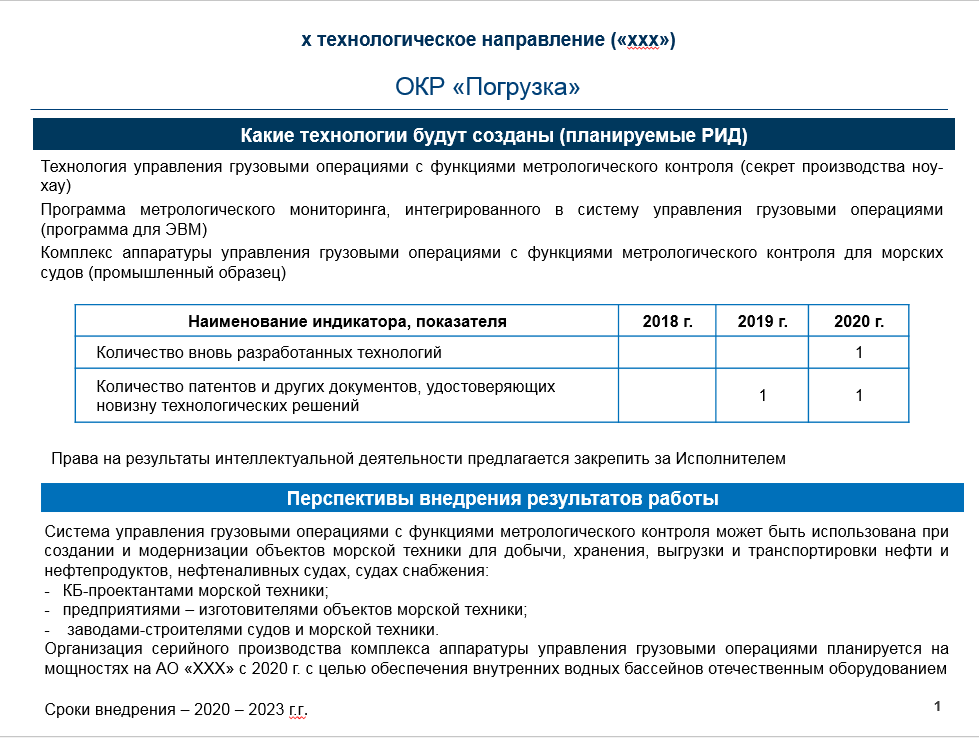 х технологическое направление («ххх»)
ОКР «Погрузка»
Какие технологии будут созданы (планируемые РИД)
Технология управления грузовыми операциями с функциями метрологического контроля (секрет производства ноу-
хау)
Программа метрологического мониторинга, интегрированного в систему управления грузовыми операциями
(программа для ЭВМ)
Комплекс аппаратуры управления грузовыми операциями с функциями метрологического контроля для морских
судов (промышленный образец)
Наименование индикатора, показателя 2018 г. 2019 г. 2020 г.
Количество вновь разработанных технологий 1
Количество патентов и других документов, удостоверяющих
новизну технологических решений 1 1
Права на результаты интеллектуальной деятельности предлагается закрепить за Исполнителем
Перспективы внедрения результатов работы
Система управления грузовыми операциями с функциями метрологического контроля может быть использована при
создании и модернизации объектов морской техники для добычи, хранения, выгрузки и транспортировки нефти и
нефтепродуктов, нефтеналивных судах, судах снабжения:
- КБ-проектантами морской техники;
- предприятиями – изготовителями объектов морской техники;
- заводами-строителями судов и морской техники.
Организация серийного производства комплекса аппаратуры управления грузовыми операциями планируется на
мощностях на АО «ХХХ» с 2020 г. с целью обеспечения внутренних водных бассейнов отечественным оборудованием
Сроки внедрения – 2020 – 2023 г.г.
1